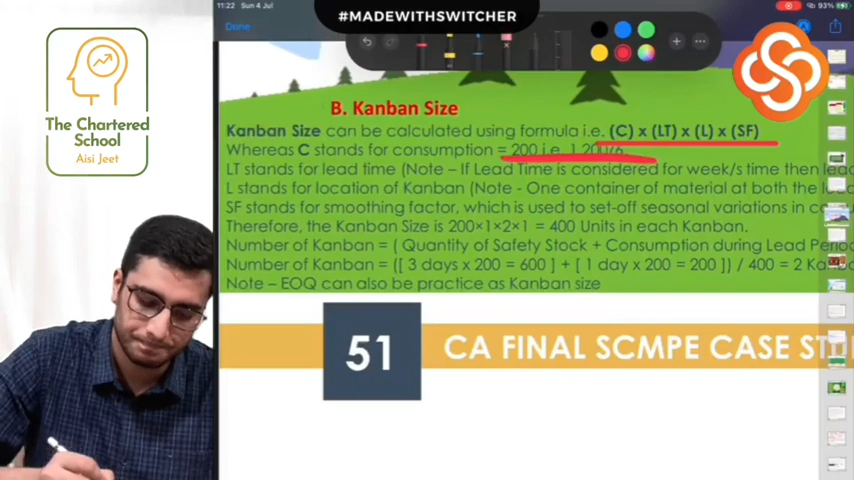 11:22 Sun 4 Jul
#MADEWITHSWITCHER
93%
Done
The Chartered
School
Aisi Jeet
B. Kanban Size
Kanban Size can be calculated using formula i.e. (C) x (LT) x (L) x (SF)
Whereas C stands for consumption = 200 i.e. 1,200/6.
LT stands for lead time (Note – If Lead Time is considered for week/s time then lead
L stands for location of Kanban (Note - One container of material at both the
SF stands for smoothing factor, which is used to set-off seasonal variations in
Therefore, the Kanban Size is 200×1×2×1 = 400 Units in each Kanban.
Number of Kanban = ( Quantity of Safety Stock + Consumption during Lead Period
Number of Kanban = ([ 3 days x 200 = 600 ] + [ 1 day x 200 = 200 ]) / 400 = 2
Note – EOQ can also be practice as Kanban size
51
CA FINAL SCMPE CASE